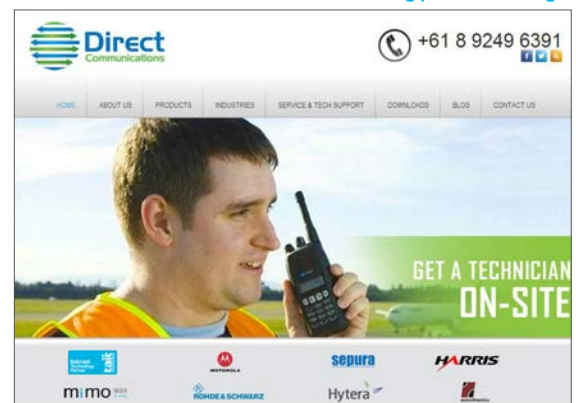 Direct
Communications
+61 8 9249 6391
HOME ABOUT US PRODUCTS INDUSTRIES SERVICE & TECH SUPPORT DOWNLOADS BLOG CONTACT US
GET A TECHNICIAN
ON-SITE
tait MOTOROLA sepura HARRIS
mimo ROHDE & SCHWARZ Hytera